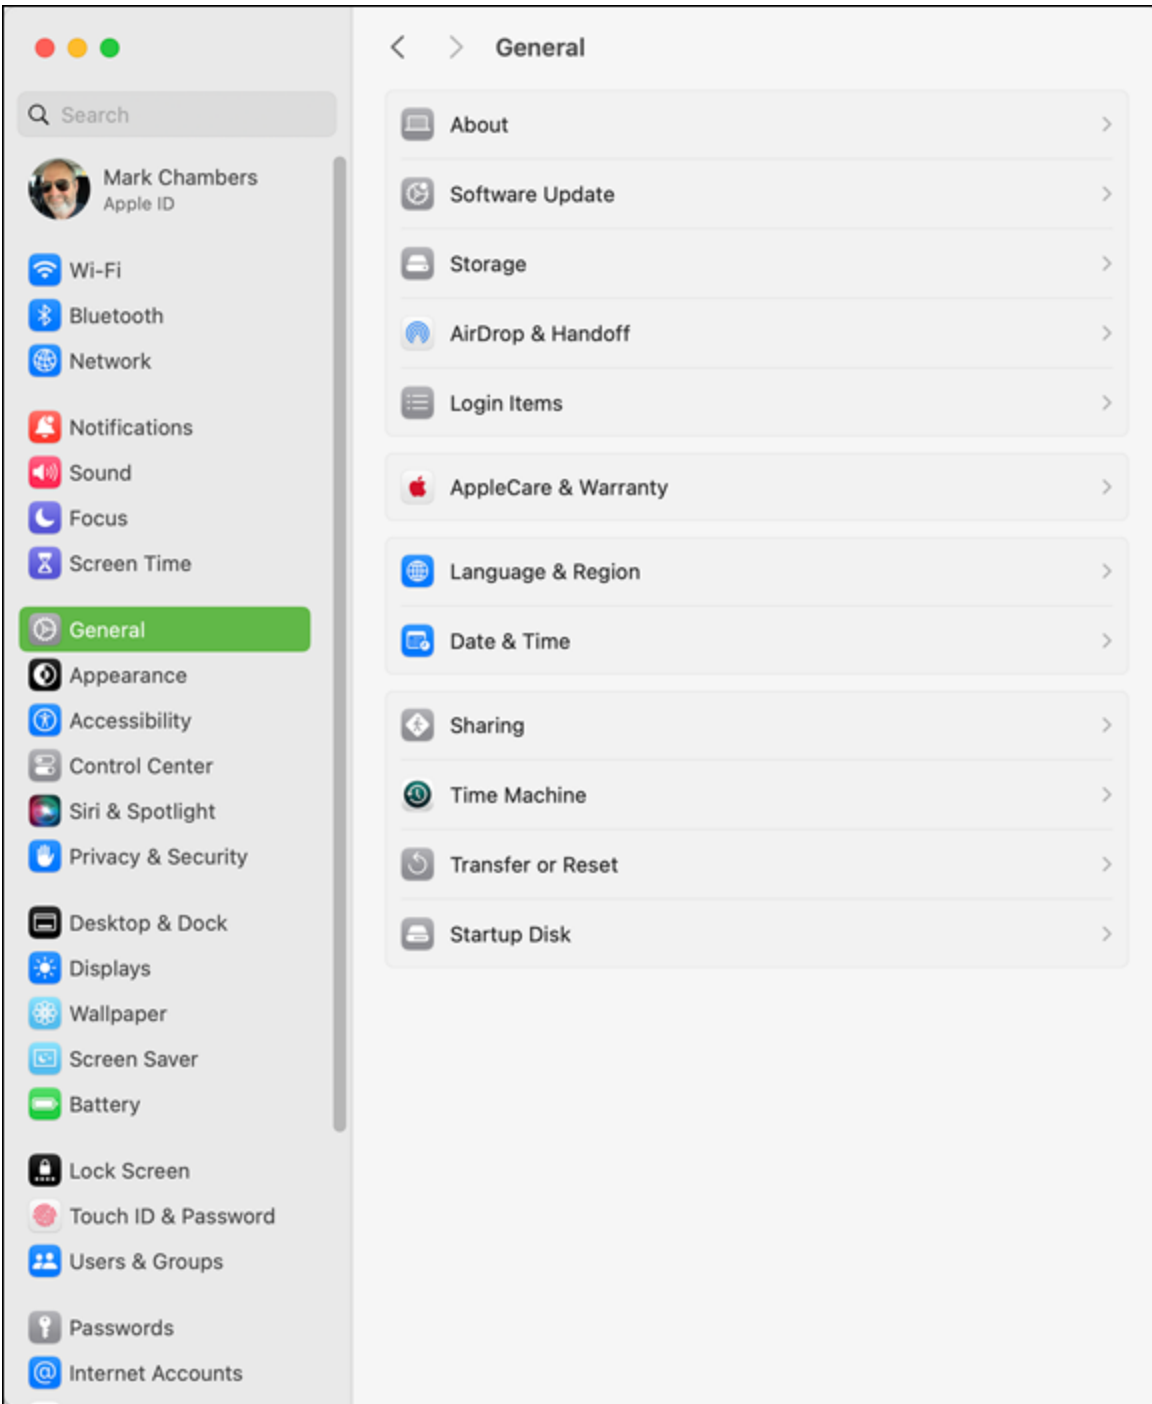 Search
Mark Chambers
Apple ID
Wi-Fi
Bluetooth
Network
Notifications
Sound
Focus
Screen Time
General
Appearance
Accessibility
Control Center
Siri & Spotlight
Privacy & Security
Desktop & Dock
Displays
Wallpaper
Screen Saver
Battery
Lock Screen
Touch ID & Password
Users & Groups
Passwords
Internet Accounts
General
About
Software Update
Storage
AirDrop & Handoff
Login Items
AppleCare & Warranty
Language & Region
Date & Time
Sharing
Time Machine
Transfer or Reset
Startup Disk